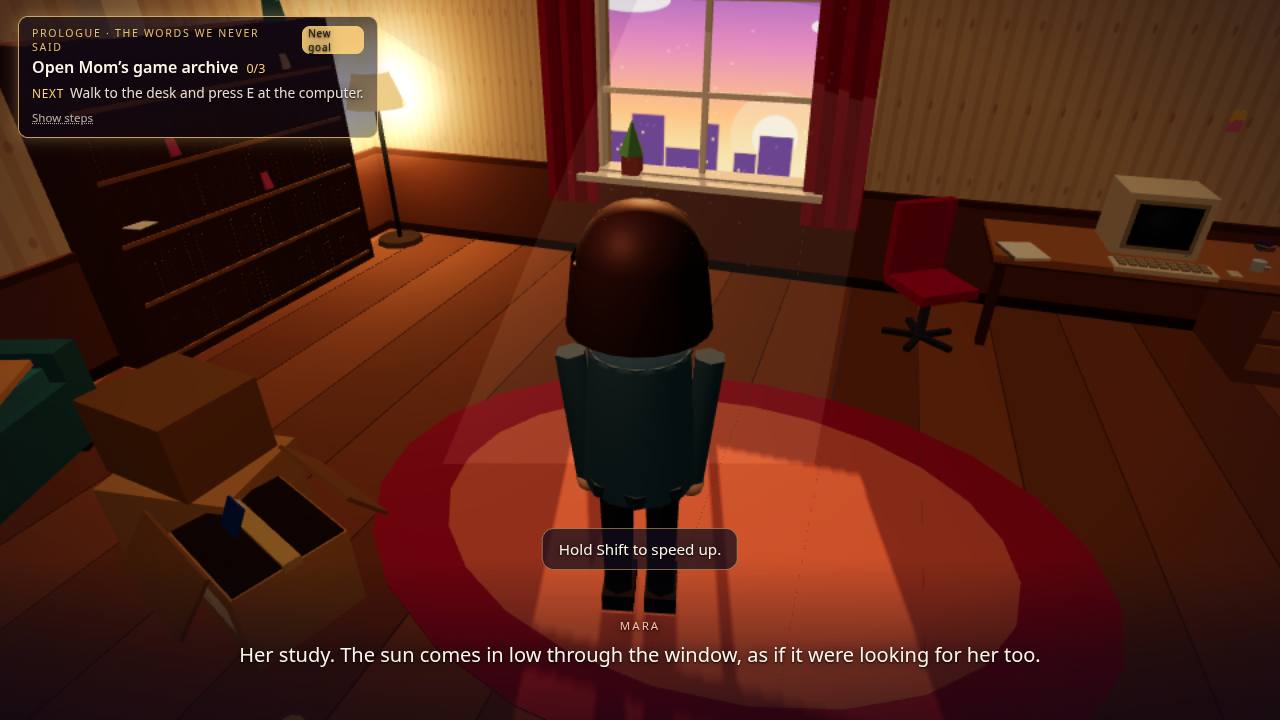 PROLOGUE · THE WORDS WE NEVER
SAID
New
goal
Open Mom’s game archive 0/3
NEXT Walk to the desk and press E at the computer.
Show steps
Hold Shift to speed up.
MARA
Her study. The sun comes in low through the window, as if it were looking for her too.